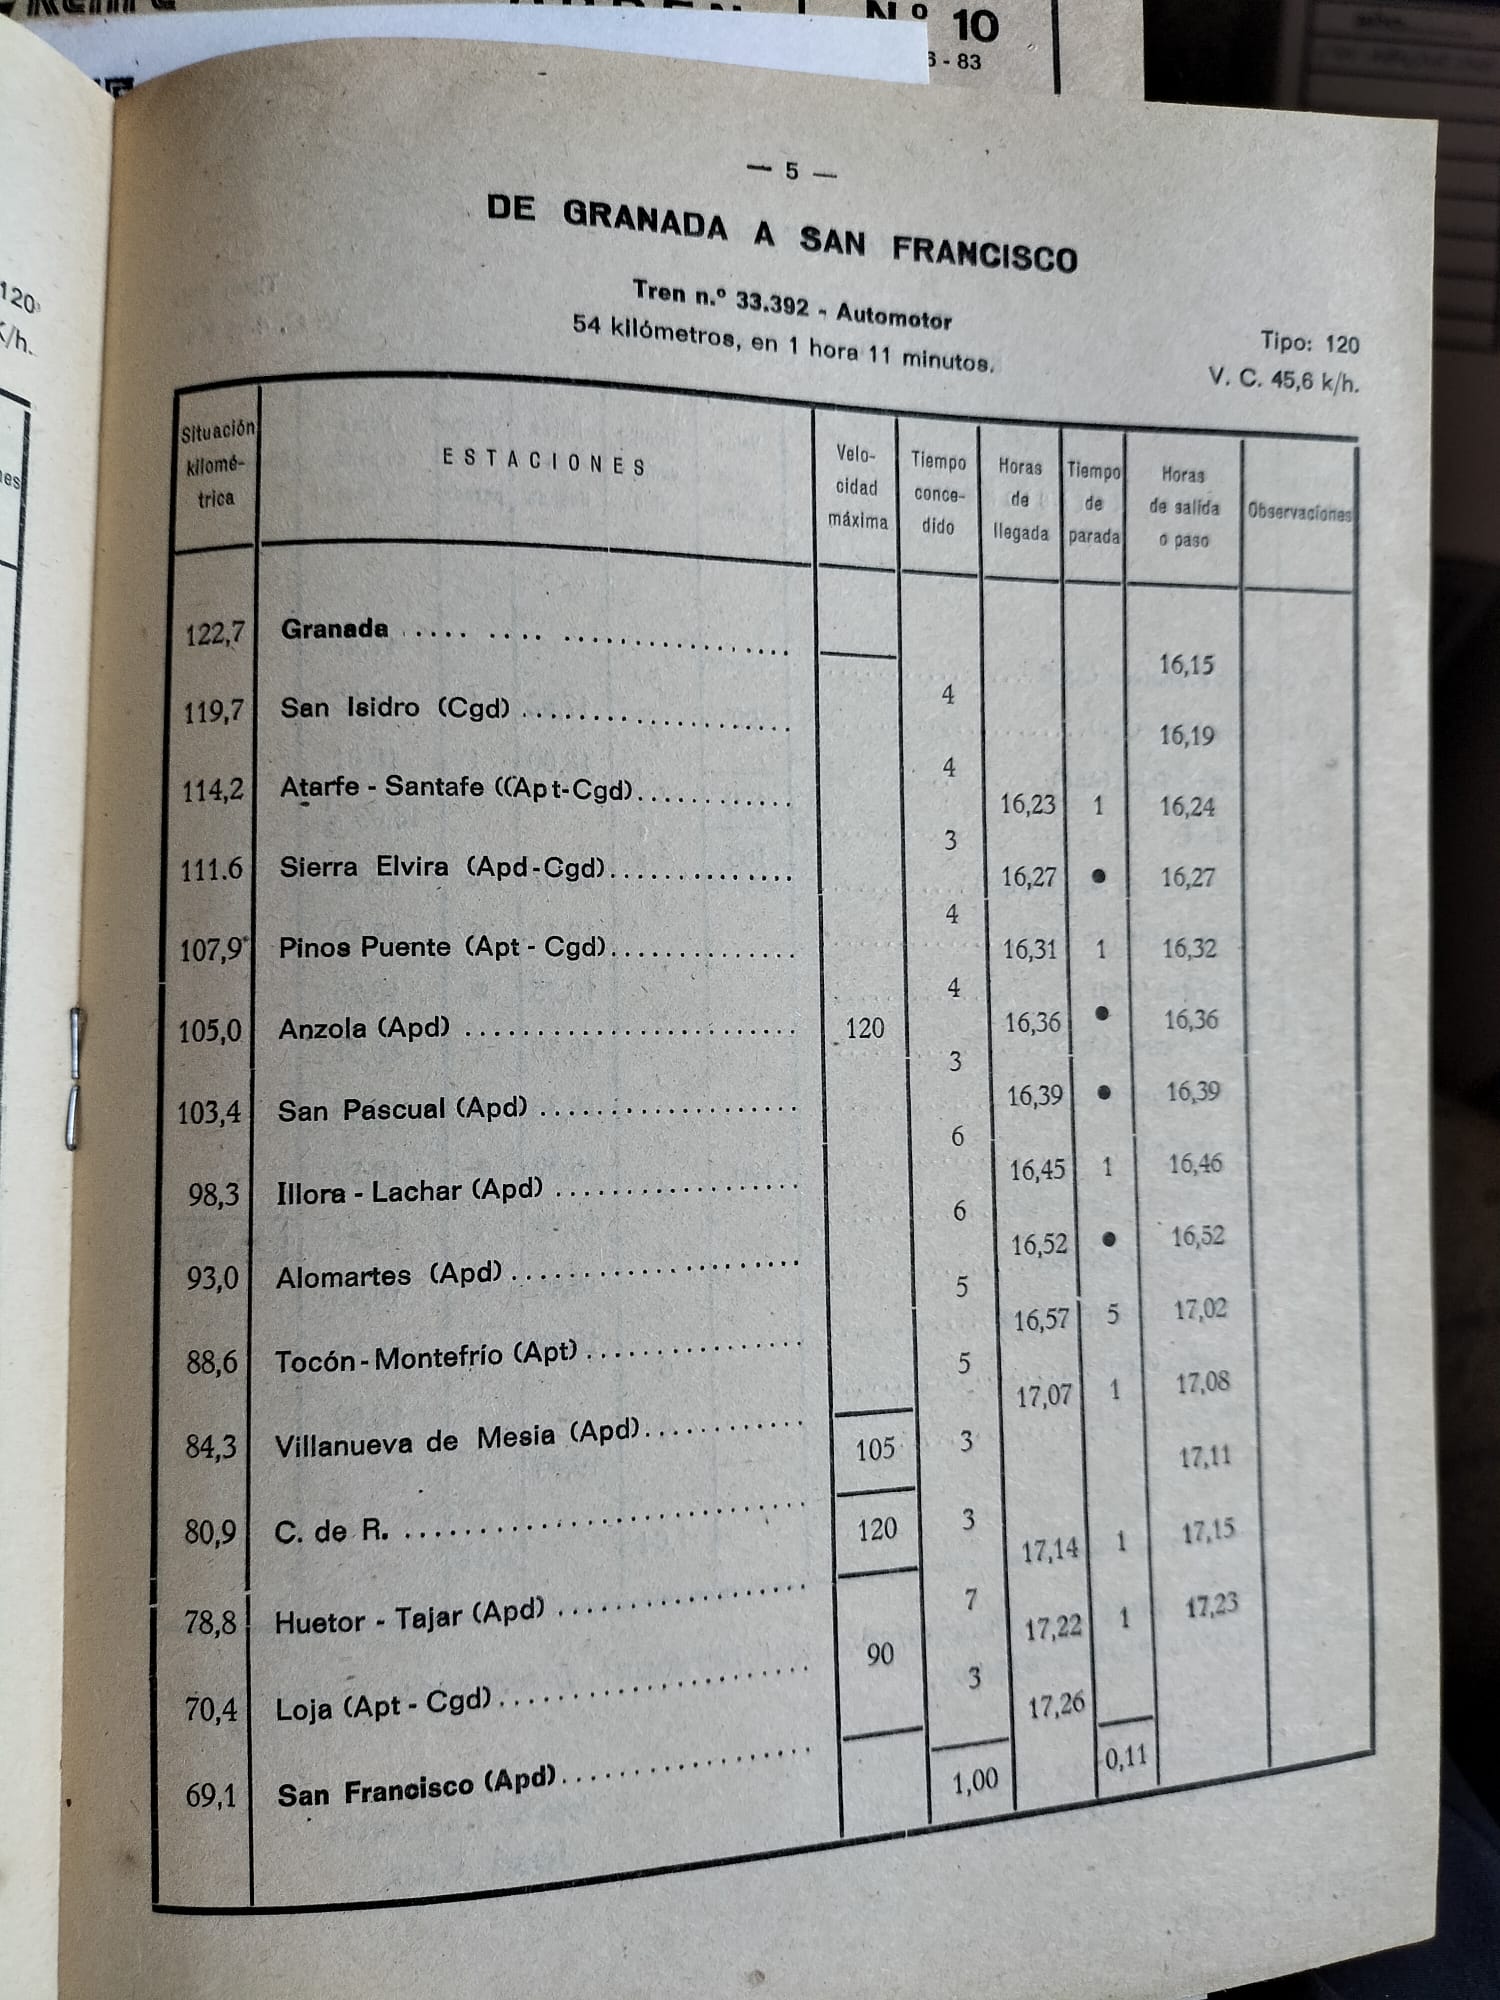 Nº 10
- 83
— 5 —
DE GRANADA A SAN FRANCISCO
Tren n.º 33.392 - Automotor
54 kilómetros, en 1 hora 11 minutos.
Tipo: 120
V. C. 45,6 k/h.
120
K/h.
Situación kilomé- trica ESTACIONES Velo- cidad máxima Tiempo conce- dido Horas de llegada Tiempo de parada Horas de salida o paso Observaciones
122,7 Granada 16,15
4
119,7 San Isidro (Cgd) 16,19
4
114,2 Atarfe - Santafe ((Apt-Cgd) 16,23 1 16,24
3
111.6 Sierra Elvira (Apd-Cgd) 16,27 ● 16,27
4
107,9 Pinos Puente (Apt - Cgd) 16,31 1 16,32
4
105,0 Anzola (Apd) 120 16,36 ● 16,36
3
103,4 San Pascual (Apd) 16,39 ● 16,39
6
98,3 Illora - Lachar (Apd) 16,45 1 16,46
6
93,0 Alomartes (Apd) 16,52 ● 16,52
5
88,6 Tocón-Montefrío (Apt) 16,57 5 17,02
5
84,3 Villanueva de Mesia (Apd) 17,07 1 17,08
105 3
80,9 C. de R. 17,11
120 3
78,8 Huetor - Tajar (Apd) 17,14 1 17,15
7
70,4 Loja (Apt - Cgd) 90 17,22 1 17,23
3
69,1 San Francisco (Apd) 17,26
1,00 0,11